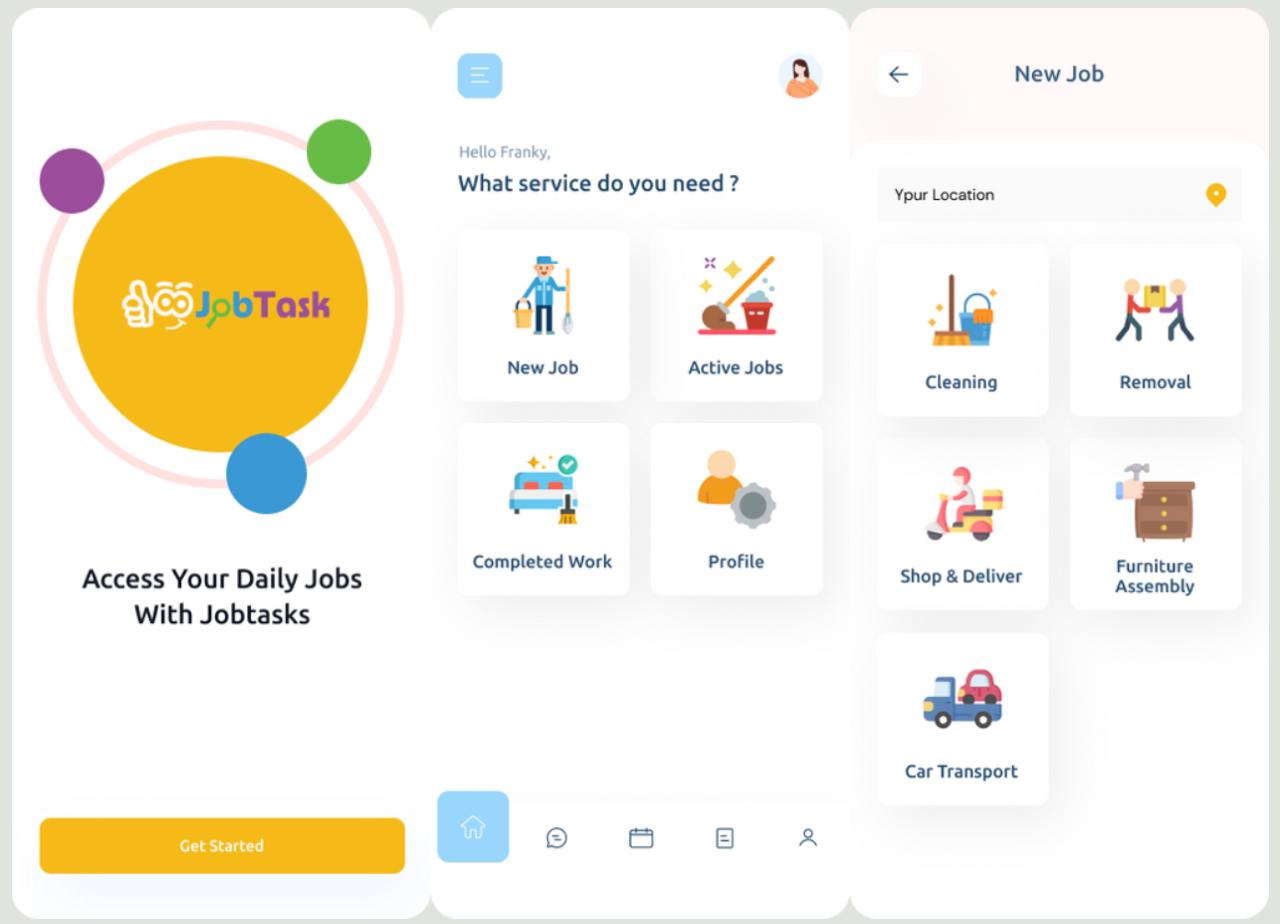 JobTask
Access Your Daily Jobs
With Jobtasks
Get Started
Hello Franky,
What service do you need ?
New Job
Active Jobs
Completed Work
Profile
New Job
Ypur Location
Cleaning
Removal
Shop & Deliver
Furniture
Assembly
Car Transport